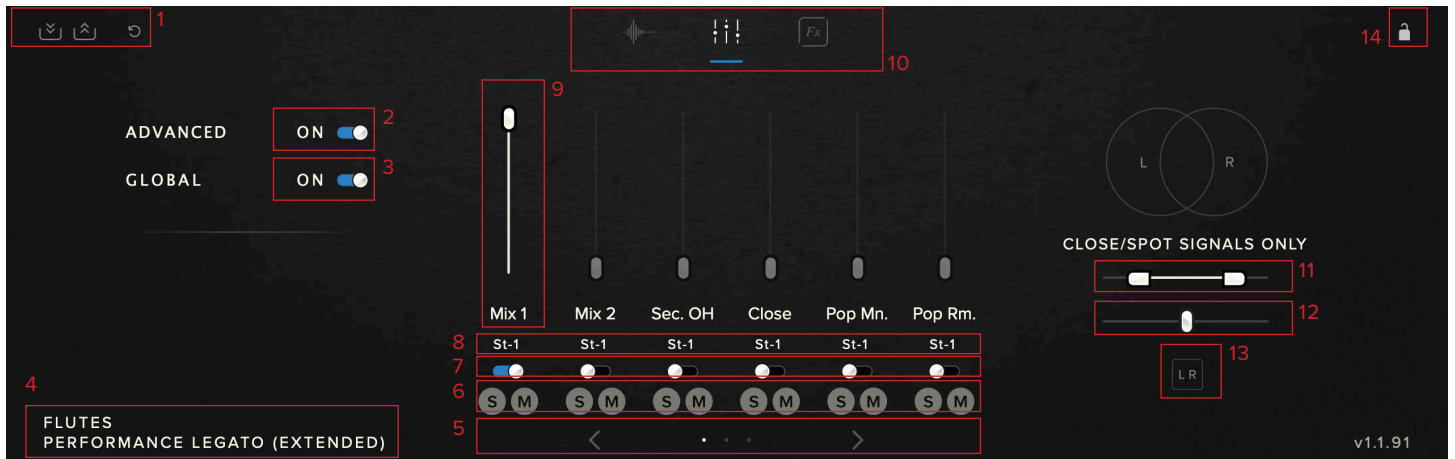 1
Fx
10
14
9
2
ADVANCED ON
3
GLOBAL ON
L R
CLOSE/SPOT SIGNALS ONLY
11
12
Mix 1 Mix 2 Sec. OH Close Pop Mn. Pop Rm.
8 St-1 St-1 St-1 St-1 St-1 St-1
13
7
L R
4
6 S M S M S M S M S M S M
FLUTES
5
PERFORMANCE LEGATO (EXTENDED)
v1.1.91